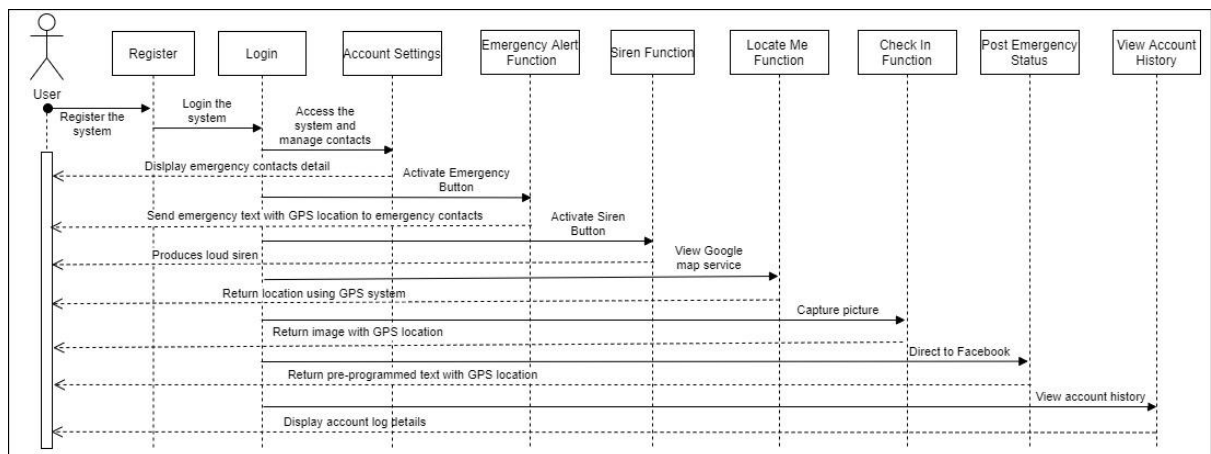 Register
Login
Account Settings
Emergency Alert
Function
Siren Function
Locate Me
Function
Check In
Function
Post Emergency
Status
View Account
History
User
Register the
system
Login the
system
Access the
system and
manage contacts
Dislplay emergency contacts detail
Activate Emergency
Button
Send emergency text with GPS location to emergency contacts
Activate Siren
Button
Produces loud siren
View Google
map service
Return location using GPS system
Capture picture
Return image with GPS location
Direct to Facebook
Return pre-programmed text with GPS location
View account history
Display account log details